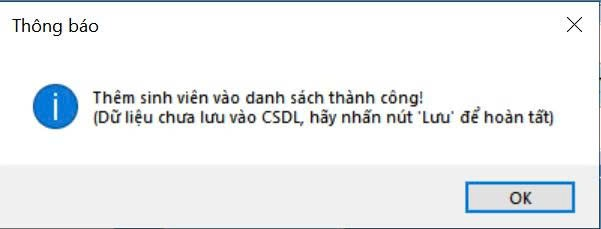 Thông báo
Thêm sinh viên vào danh sách thành công!
(Dữ liệu chưa lưu vào CSDL, hãy nhấn nút 'Lưu' để hoàn tất)
OK